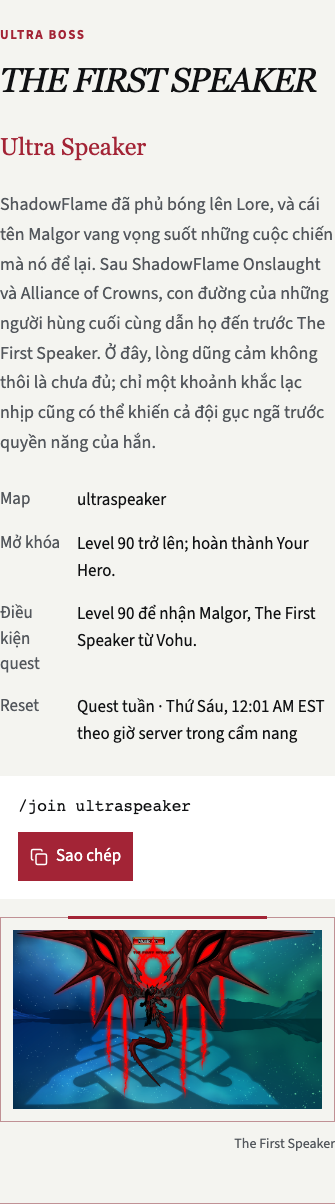 ULTRA BOSS
THE FIRST SPEAKER
Ultra Speaker
ShadowFlame đã phủ bóng lên Lore, và cái
tên Malgor vang vọng suốt những cuộc chiến
mà nó để lại. Sau ShadowFlame Onslaught
và Alliance of Crowns, con đường của những
người hùng cuối cùng dẫn họ đến trước The
First Speaker. Ở đây, lòng dũng cảm không
thôi là chưa đủ; chỉ một khoảnh khắc lạc
nhịp cũng có thể khiến cả đội gục ngã trước
quyền năng của hắn.
Map
ultraspeaker
Mở khóa
Level 90 trở lên; hoàn thành Your
Hero.
Điều
kiện
quest
Level 90 để nhận Malgor, The First
Speaker từ Vohu.
Reset
Quest tuần · Thứ Sáu, 12:01 AM EST
theo giờ server trong cẩm nang
/join ultraspeaker
Sao chép
The First Speaker